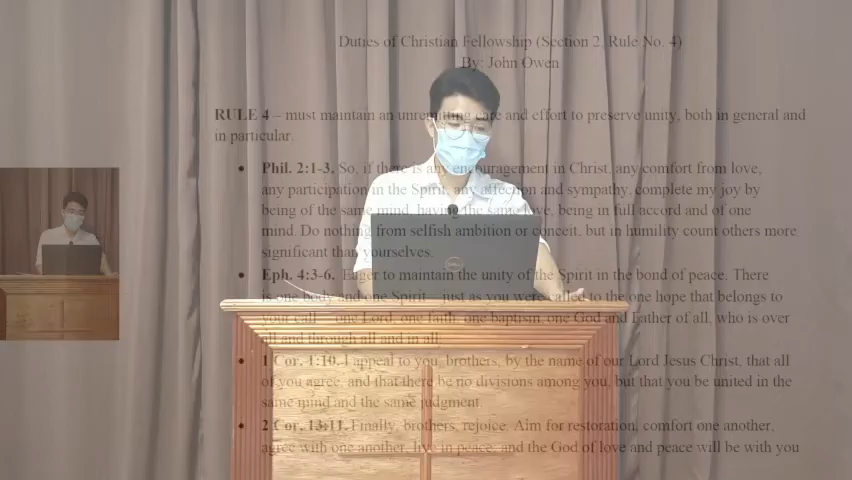 Duties of Christian Fellowship (Section 2, Rule No. 4)
By: John Owen
RULE 4 – must maintain an unremitting care and effort to preserve unity, both in general and
in particular.
• Phil. 2:1-3. So, if there is any encouragement in Christ, any comfort from love,
any participation in the Spirit, any affection and sympathy, complete my joy by
being of the same mind, having the same love, being in full accord and of one
mind. Do nothing from selfish ambition or conceit, but in humility count others more
significant than yourselves.
• Eph. 4:3-6. Eager to maintain the unity of the Spirit in the bond of peace. There
is one body and one Spirit – just as you were called to the one hope that belongs to
your call – one Lord, one faith, one baptism, one God and Father of all, who is over
all and through all and in all.
• 1 Cor. 1:10. I appeal to you, brothers, by the name of our Lord Jesus Christ, that all
of you agree, and that there be no divisions among you, but that you be united in the
same mind and the same judgment.
• 2 Cor. 13:11. Finally, brothers, rejoice. Aim for restoration, comfort one another,
agree with one another, live in peace; and the God of love and peace will be with you
DELL